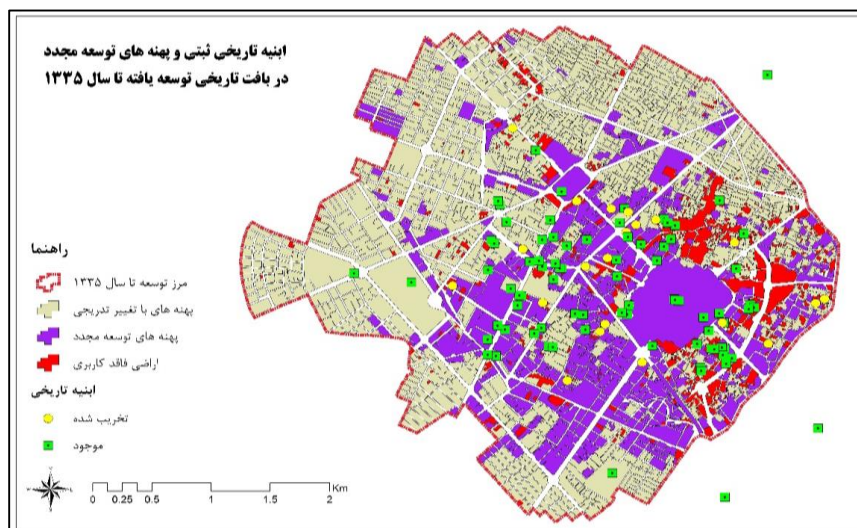 ابنیه تاریخی ثبتی و پهنه های توسعه مجدد
در بافت تاریخی توسعه یافته تا سال ۱۳۳۵
راهنما
مرز توسعه تا سال ۱۳۳۵
پهنه های با تغییر تدریجی
پهنه های توسعه مجدد
اراضی فاقد کاربری
ابنیه تاریخی
تخریب شده
موجود
0 0.25 0.5 1 1.5 2 Km